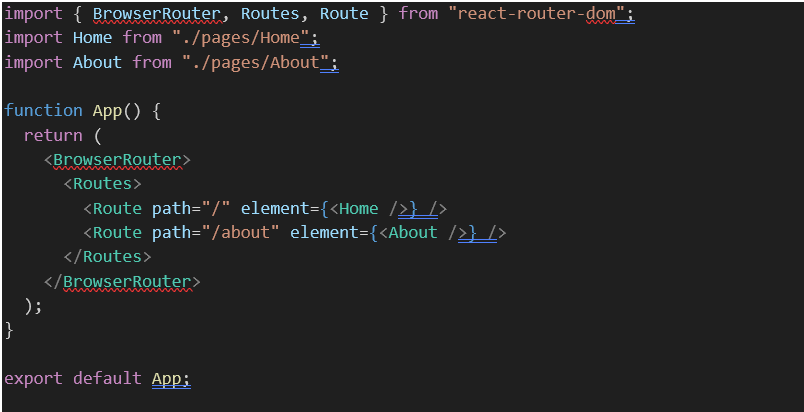 import { BrowserRouter, Routes, Route } from "react-router-dom";
import Home from "./pages/Home";
import About from "./pages/About";

function App() {
  return (
    <BrowserRouter>
      <Routes>
        <Route path="/" element={<Home />} />
        <Route path="/about" element={<About />} />
      </Routes>
    </BrowserRouter>
  );
}

export default App;